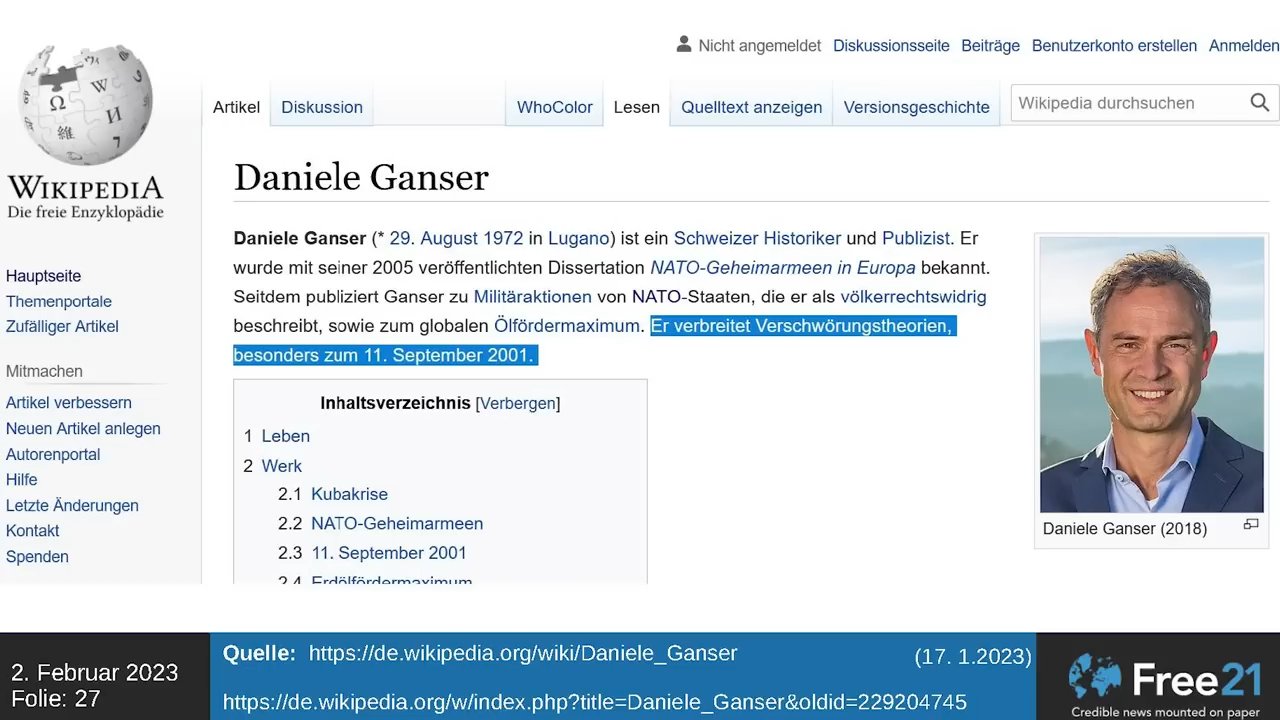 Nicht angemeldet Diskussionsseite Beiträge Benutzerkonto erstellen Anmelden
Artikel Diskussion WhoColor Lesen Quelltext anzeigen Versionsgeschichte Wikipedia durchsuchen
WIKIPEDIA
Die freie Enzyklopädie
Hauptseite
Themenportale
Zufälliger Artikel
Mitmachen
Artikel verbessern
Neuen Artikel anlegen
Autorenportal
Hilfe
Letzte Änderungen
Kontakt
Spenden
Daniele Ganser
Daniele Ganser (* 29. August 1972 in Lugano) ist ein Schweizer Historiker und Publizist. Er
wurde mit seiner 2005 veröffentlichten Dissertation NATO-Geheimarmeen in Europa bekannt.
Seitdem publiziert Ganser zu Militäraktionen von NATO-Staaten, die er als völkerrechtswidrig
beschreibt, sowie zum globalen Ölfördermaximum. Er verbreitet Verschwörungstheorien,
besonders zum 11. September 2001.
Inhaltsverzeichnis [Verbergen]
1 Leben
2 Werk
2.1 Kubakrise
2.2 NATO-Geheimarmeen
2.3 11. September 2001
2.4 Erdölfördermaximum
Daniele Ganser (2018)
2. Februar 2023
Folie: 27
Quelle: https://de.wikipedia.org/wiki/Daniele_Ganser (17. 1.2023)
https://de.wikipedia.org/w/index.php?title=Daniele_Ganser&oldid=229204745
Free21
Credible news mounted on paper